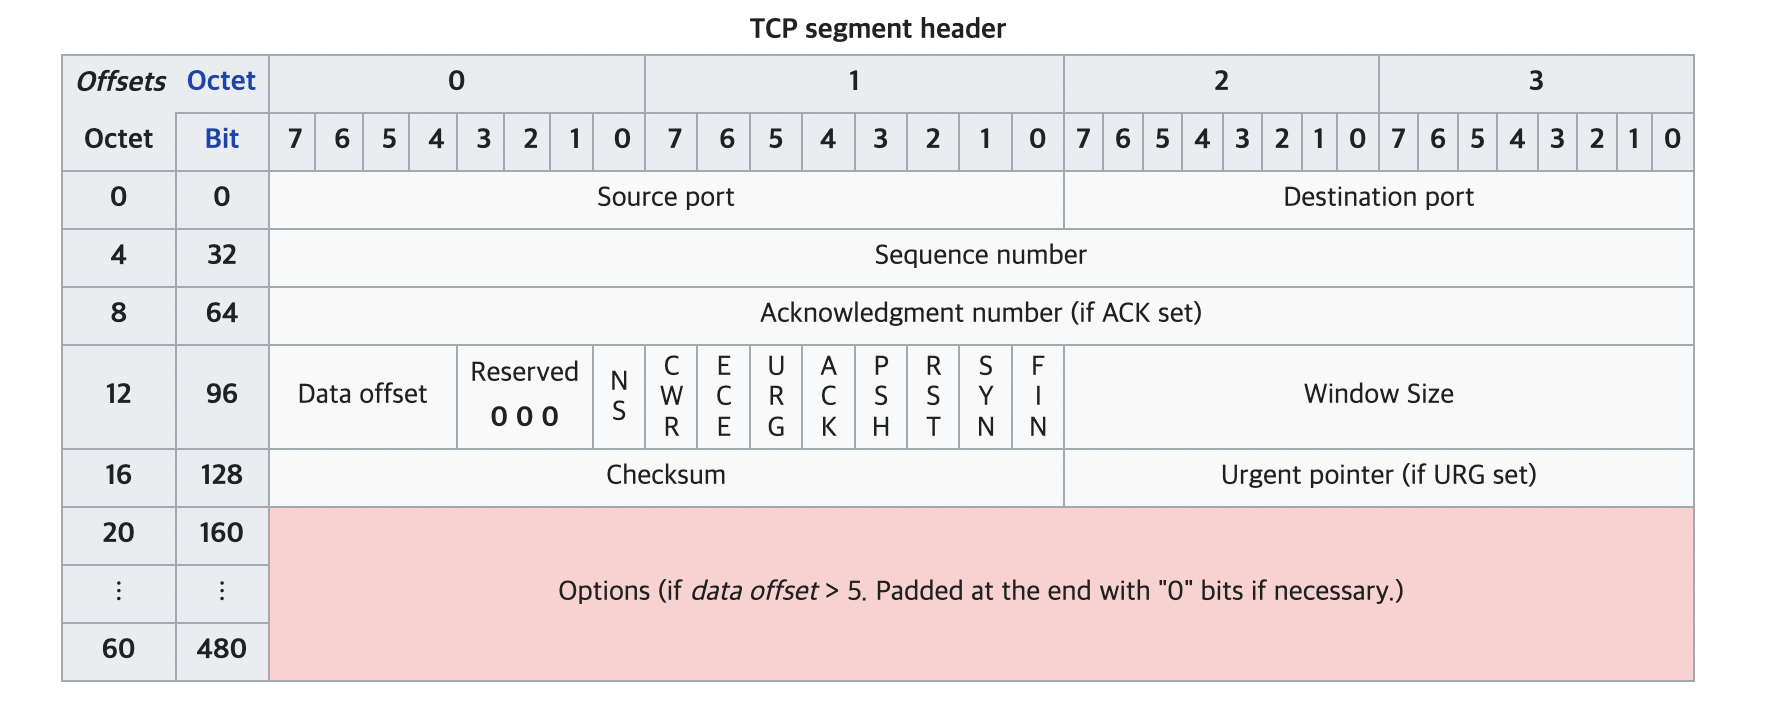 TCP segment header
Offsets Octet 0 1 2 3
Octet Bit 7 6 5 4 3 2 1 0 7 6 5 4 3 2 1 0 7 6 5 4 3 2 1 0 7 6 5 4 3 2 1 0
0 0 Source port Destination port
4 32 Sequence number
8 64 Acknowledgment number (if ACK set)
12 96 Data offset Reserved 0 0 0 NS CWR ECE URG ACK PSH RST SYN FIN Window Size
16 128 Checksum Urgent pointer (if URG set)
20 160
⋮ ⋮ Options (if data offset > 5. Padded at the end with "0" bits if necessary.)
60 480